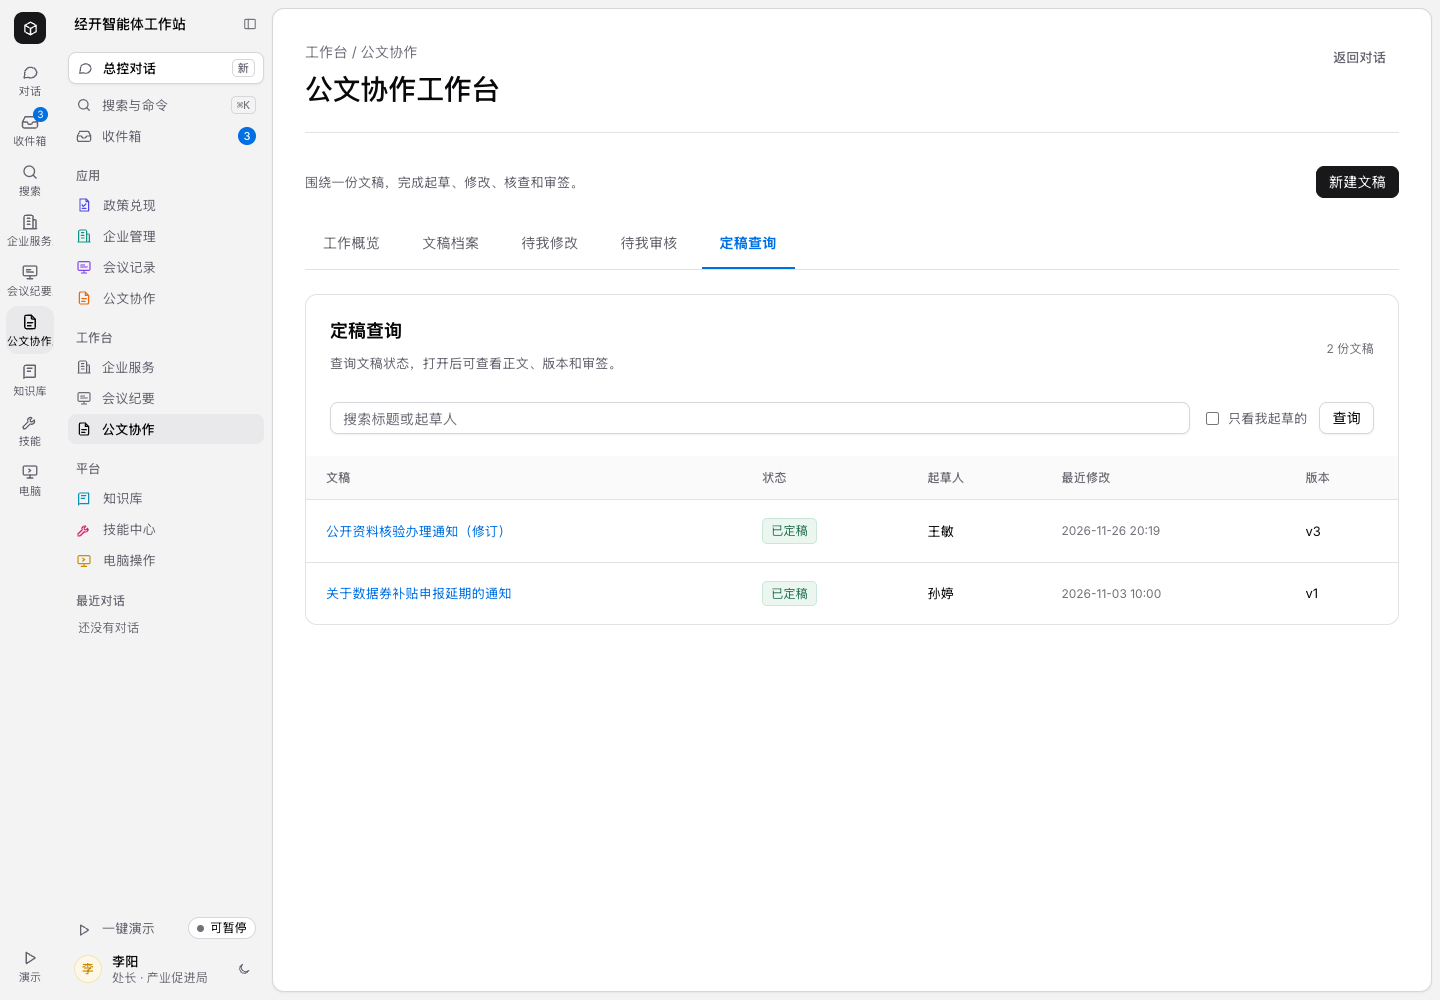 对话
3
收件箱
搜索
企业服务
会议纪要
公文协作
知识库
技能
电脑
演示
经开智能体工作站
总控对话 新
搜索与命令 ⌘K
收件箱 3
应用
政策兑现
企业管理
会议记录
公文协作
工作台
企业服务
会议纪要
公文协作
平台
知识库
技能中心
电脑操作
最近对话
还没有对话
一键演示 可暂停
李 李阳
处长 · 产业促进局
工作台 / 公文协作
返回对话
公文协作工作台
围绕一份文稿，完成起草、修改、核查和审签。
新建文稿
工作概览 文稿档案 待我修改 待我审核 定稿查询
定稿查询
查询文稿状态，打开后可查看正文、版本和审签。
2 份文稿
搜索标题或起草人 只看我起草的 查询
文稿 状态 起草人 最近修改 版本
公开资料核验办理通知（修订） 已定稿 王敏 2026-11-26 20:19 v3
关于数据券补贴申报延期的通知 已定稿 孙婷 2026-11-03 10:00 v1